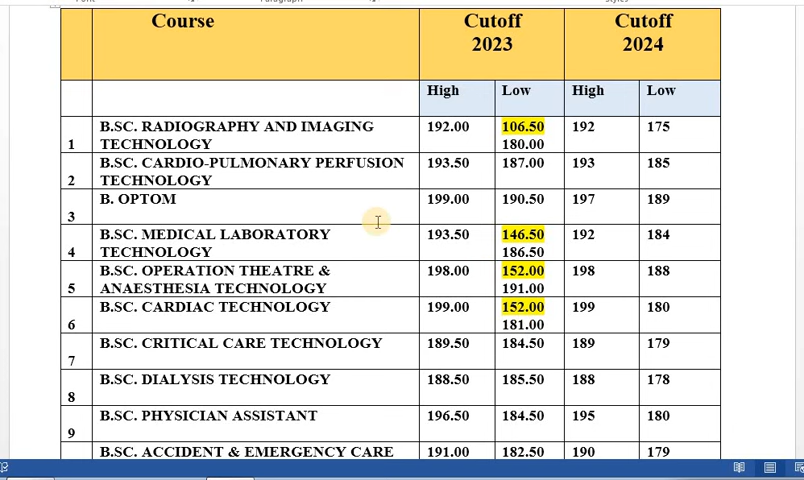 Course Cutoff 2023 Cutoff 2024
High Low High Low
1 B.SC. RADIOGRAPHY AND IMAGING TECHNOLOGY 192.00 106.50 180.00 192 175
2 B.SC. CARDIO-PULMONARY PERFUSION TECHNOLOGY 193.50 187.00 193 185
3 B. OPTOM 199.00 190.50 197 189
4 B.SC. MEDICAL LABORATORY TECHNOLOGY 193.50 146.50 186.50 192 184
5 B.SC. OPERATION THEATRE & ANAESTHESIA TECHNOLOGY 198.00 152.00 191.00 198 188
6 B.SC. CARDIAC TECHNOLOGY 199.00 152.00 181.00 199 180
7 B.SC. CRITICAL CARE TECHNOLOGY 189.50 184.50 189 179
8 B.SC. DIALYSIS TECHNOLOGY 188.50 185.50 188 178
9 B.SC. PHYSICIAN ASSISTANT 196.50 184.50 195 180
B.SC. ACCIDENT & EMERGENCY CARE 191.00 182.50 190 179